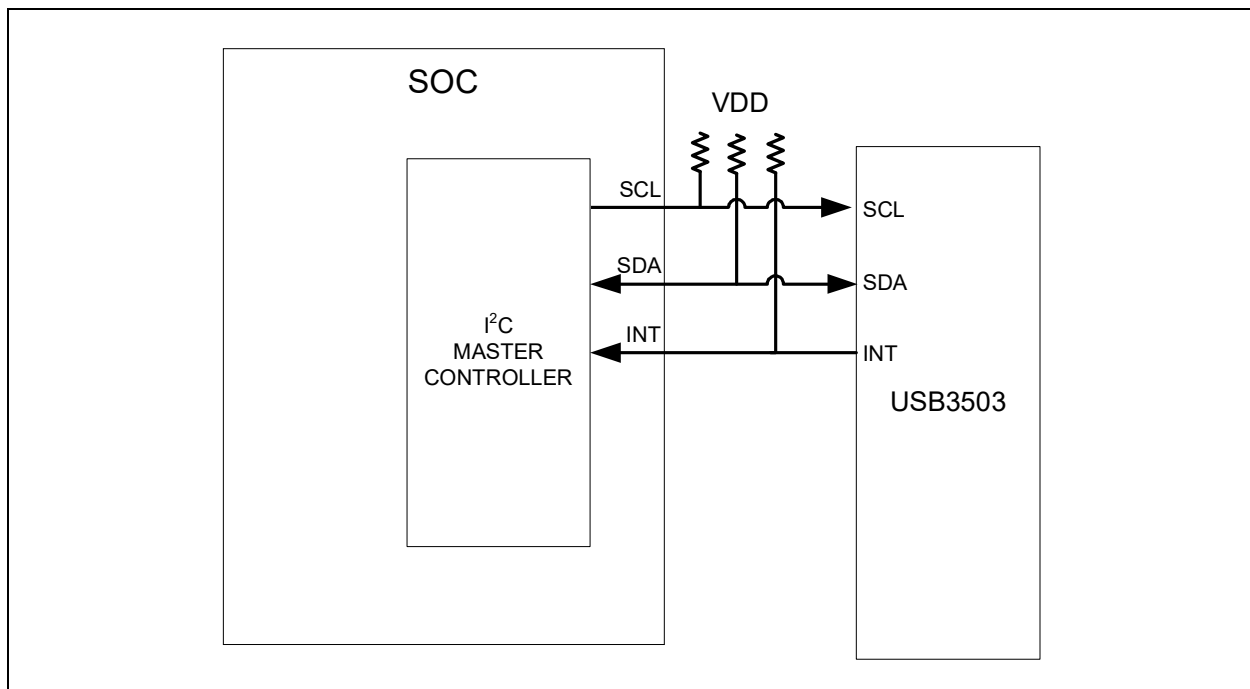 SOC
VDD
SCL
SCL
SDA
SDA
INT
INT
I²C
MASTER
CONTROLLER
USB3503